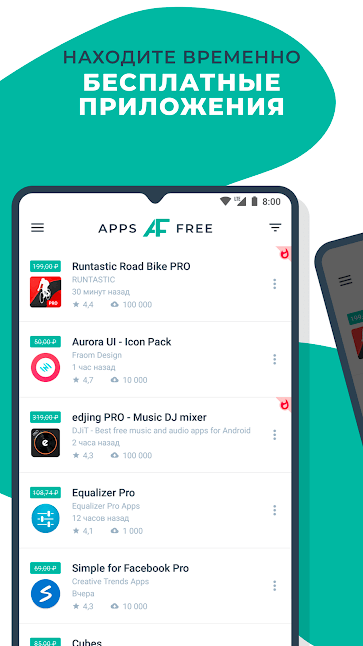 НАХОДИТЕ ВРЕМЕННО
БЕСПЛАТНЫЕ
ПРИЛОЖЕНИЯ
LTE 8:00
APPS AF FREE
199,00 ₽ Runtastic Road Bike PRO
RUNTASTIC
30 минут назад
PRO
4,4 100 000
50,00 ₽ Aurora UI - Icon Pack
Fraom Design
1 час назад
4,7 10 000
319,00 ₽ edjing PRO - Music DJ mixer
DJiT - Best free music and audio apps for Android
2 часа назад
e
4,3 100 000
108,74 ₽ Equalizer Pro
Equalizer Pro Apps
12 часов назад
4,1 1 000
69,00 ₽ Simple for Facebook Pro
Creative Trends Apps
Вчера
4,3 10 000
85,00 ₽ Cubes